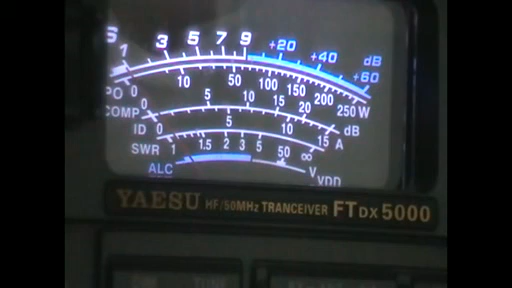 S 1 3 5 7 9 +20 +40 +60 dB
PO 0 10 50 100 150 200 250 W
COMP 0 5 10 15 20 dB
ID 0 5 10 15 A
SWR 1 1.5 2 3 5 50 ∞
ALC V
VDD
YAESU HF/50MHz TRANCEIVER FTDX5000